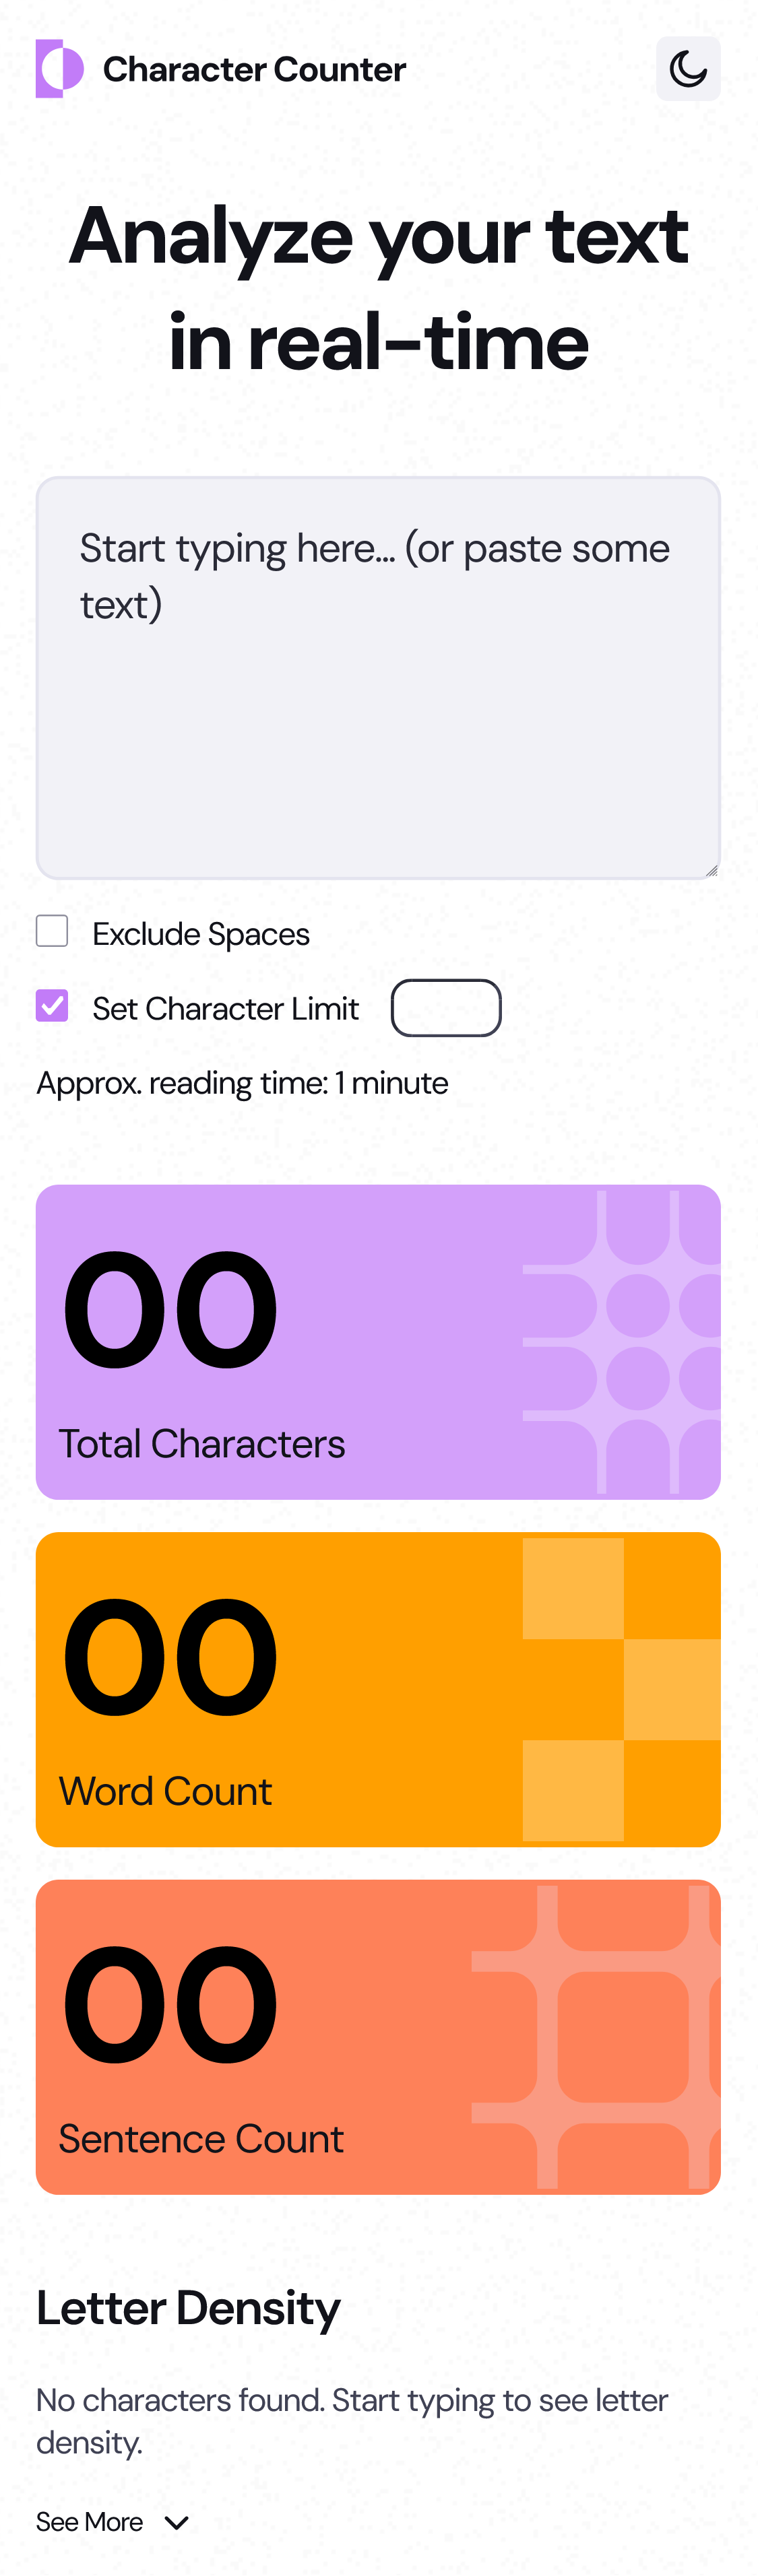 Character Counter
Analyze your text
in real-time
Start typing here... (or paste some
text)
Exclude Spaces
Set Character Limit
Approx. reading time: 1 minute
00
Total Characters
00
Word Count
00
Sentence Count
Letter Density
No characters found. Start typing to see letter
density.
See More